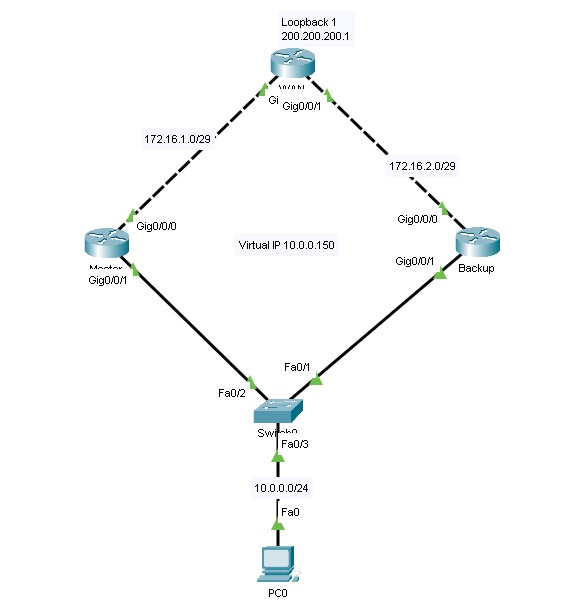 Loopback 1
200.200.200.1
Gi
Gig0/0/1
172.16.1.0/29
172.16.2.0/29
Gig0/0/0
Gig0/0/0
Virtual IP 10.0.0.150
Master
Gig0/0/1
Gig0/0/1
Backup
Fa0/1
Fa0/2
Switch0
Fa0/3
10.0.0.0/24
Fa0
PC0